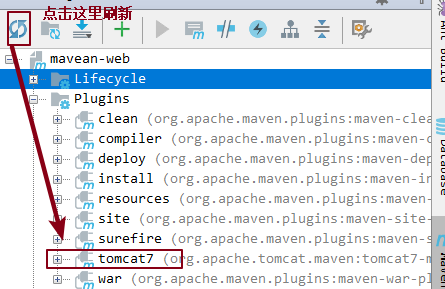 点击这里刷新
mavean-web
Lifecycle
Plugins
clean (org.apache.maven.plugins:maven-clea
compiler (org.apache.maven.plugins:maven-c
deploy (org.apache.maven.plugins:maven-dep
install (org.apache.maven.plugins:maven-in
resources (org.apache.maven.plugins:maven-
site (org.apache.maven.plugins:maven-site-
surefire (org.apache.maven.plugins:maven-s
tomcat7 (org.apache.tomcat.maven:tomcat7-m
war (org.apache.maven.plugins:maven-war-pl
Ant Build
Database